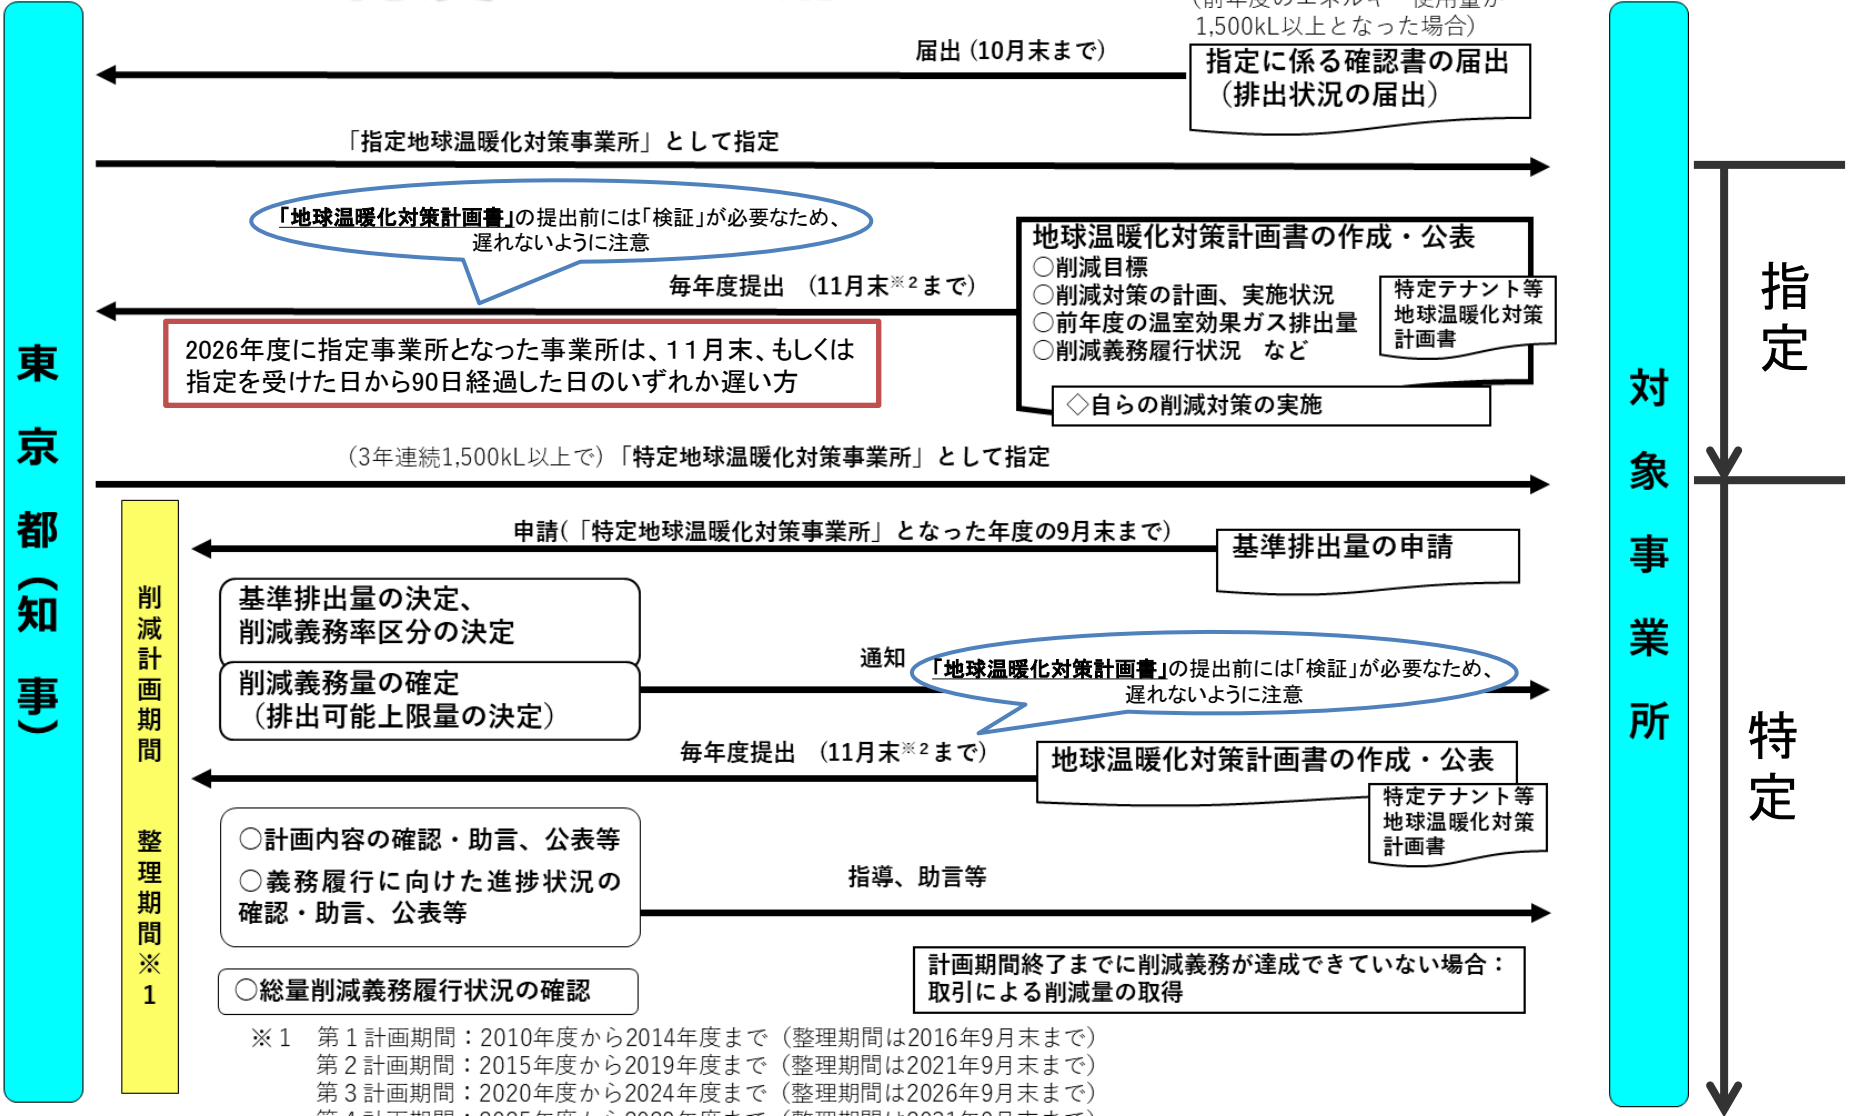 (前年度のエネルギー使用量が
1,500kL以上となった場合)
届出 (10月末まで)
指定に係る確認書の届出
（排出状況の届出）
「指定地球温暖化対策事業所」として指定
「地球温暖化対策計画書」の提出前には「検証」が必要なため、
遅れないように注意
地球温暖化対策計画書の作成・公表
○削減目標
○削減対策の計画、実施状況
○前年度の温室効果ガス排出量
○削減義務履行状況　など
特定テナント等
地球温暖化対策
計画書
毎年度提出　(11月末※２まで)
2026年度に指定事業所となった事業所は、１１月末、もしくは
指定を受けた日から90日経過した日のいずれか遅い方
◇自らの削減対策の実施
（3年連続1,500kL以上で）「特定地球温暖化対策事業所」として指定
申請(「特定地球温暖化対策事業所」となった年度の9月末まで)
基準排出量の申請
基準排出量の決定、
削減義務率区分の決定
削減義務量の確定
（排出可能上限量の決定）
通知
「地球温暖化対策計画書」の提出前には「検証」が必要なため、
遅れないように注意
毎年度提出　(11月末※２まで)
地球温暖化対策計画書の作成・公表
特定テナント等
地球温暖化対策
計画書
○計画内容の確認・助言、公表等
○義務履行に向けた進捗状況の
確認・助言、公表等
指導、助言等
○総量削減義務履行状況の確認
計画期間終了までに削減義務が達成できていない場合：
取引による削減量の取得
※１　第１計画期間：2010年度から2014年度まで（整理期間は2016年9月末まで）
第２計画期間：2015年度から2019年度まで（整理期間は2021年9月末まで）
第３計画期間：2020年度から2024年度まで（整理期間は2026年9月末まで）
東京都(知事)
削減計画期間　整理期間※1
対象事業所
指定
特定